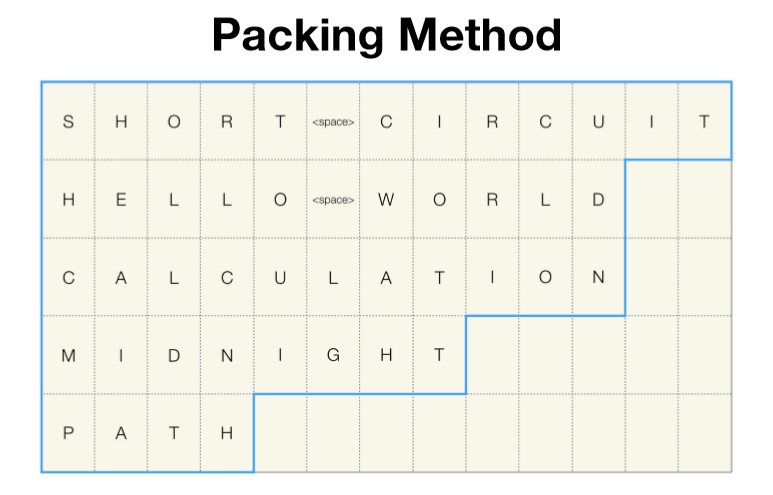 Packing Method
S H O R T <space> C I R C U I T
H E L L O <space> W O R L D
C A L C U L A T I O N
M I D N I G H T
P A T H